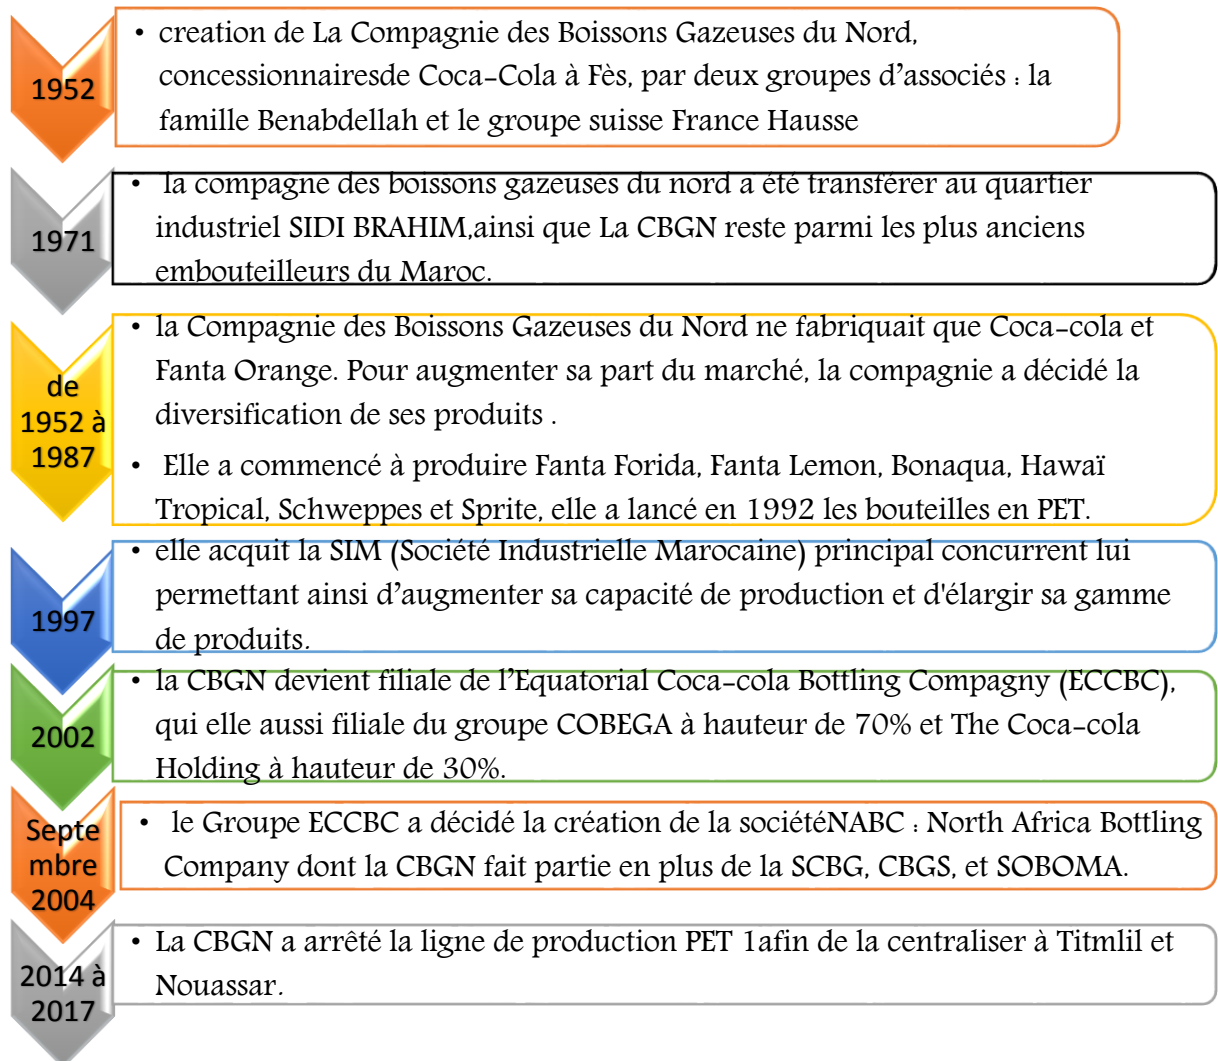 1952
• creation de La Compagnie des Boissons Gazeuses du Nord,
concessionnairesde Coca-Cola à Fès, par deux groupes d’associés : la
famille Benabdellah et le groupe suisse France Hausse
1971
• la compagne des boissons gazeuses du nord a été transférer au quartier
industriel SIDI BRAHIM,ainsi que La CBGN reste parmi les plus anciens
embouteilleurs du Maroc.
de
1952 à
1987
• la Compagnie des Boissons Gazeuses du Nord ne fabriquait que Coca-cola et
Fanta Orange. Pour augmenter sa part du marché, la compagnie a décidé la
diversification de ses produits .
• Elle a commencé à produire Fanta Forida, Fanta Lemon, Bonaqua, Hawaï
Tropical, Schweppes et Sprite, elle a lancé en 1992 les bouteilles en PET.
1997
• elle acquit la SIM (Société Industrielle Marocaine) principal concurrent lui
permettant ainsi d’augmenter sa capacité de production et d'élargir sa gamme
de produits.
2002
• la CBGN devient filiale de l’Equatorial Coca-cola Bottling Compagny (ECCBC),
qui elle aussi filiale du groupe COBEGA à hauteur de 70% et The Coca-cola
Holding à hauteur de 30%.
Septe
mbre
2004
• le Groupe ECCBC a décidé la création de la sociétéNABC : North Africa Bottling
Company dont la CBGN fait partie en plus de la SCBG, CBGS, et SOBOMA.
2014 à
2017
• La CBGN a arrêté la ligne de production PET 1afin de la centraliser à Titmlil et
Nouassar.